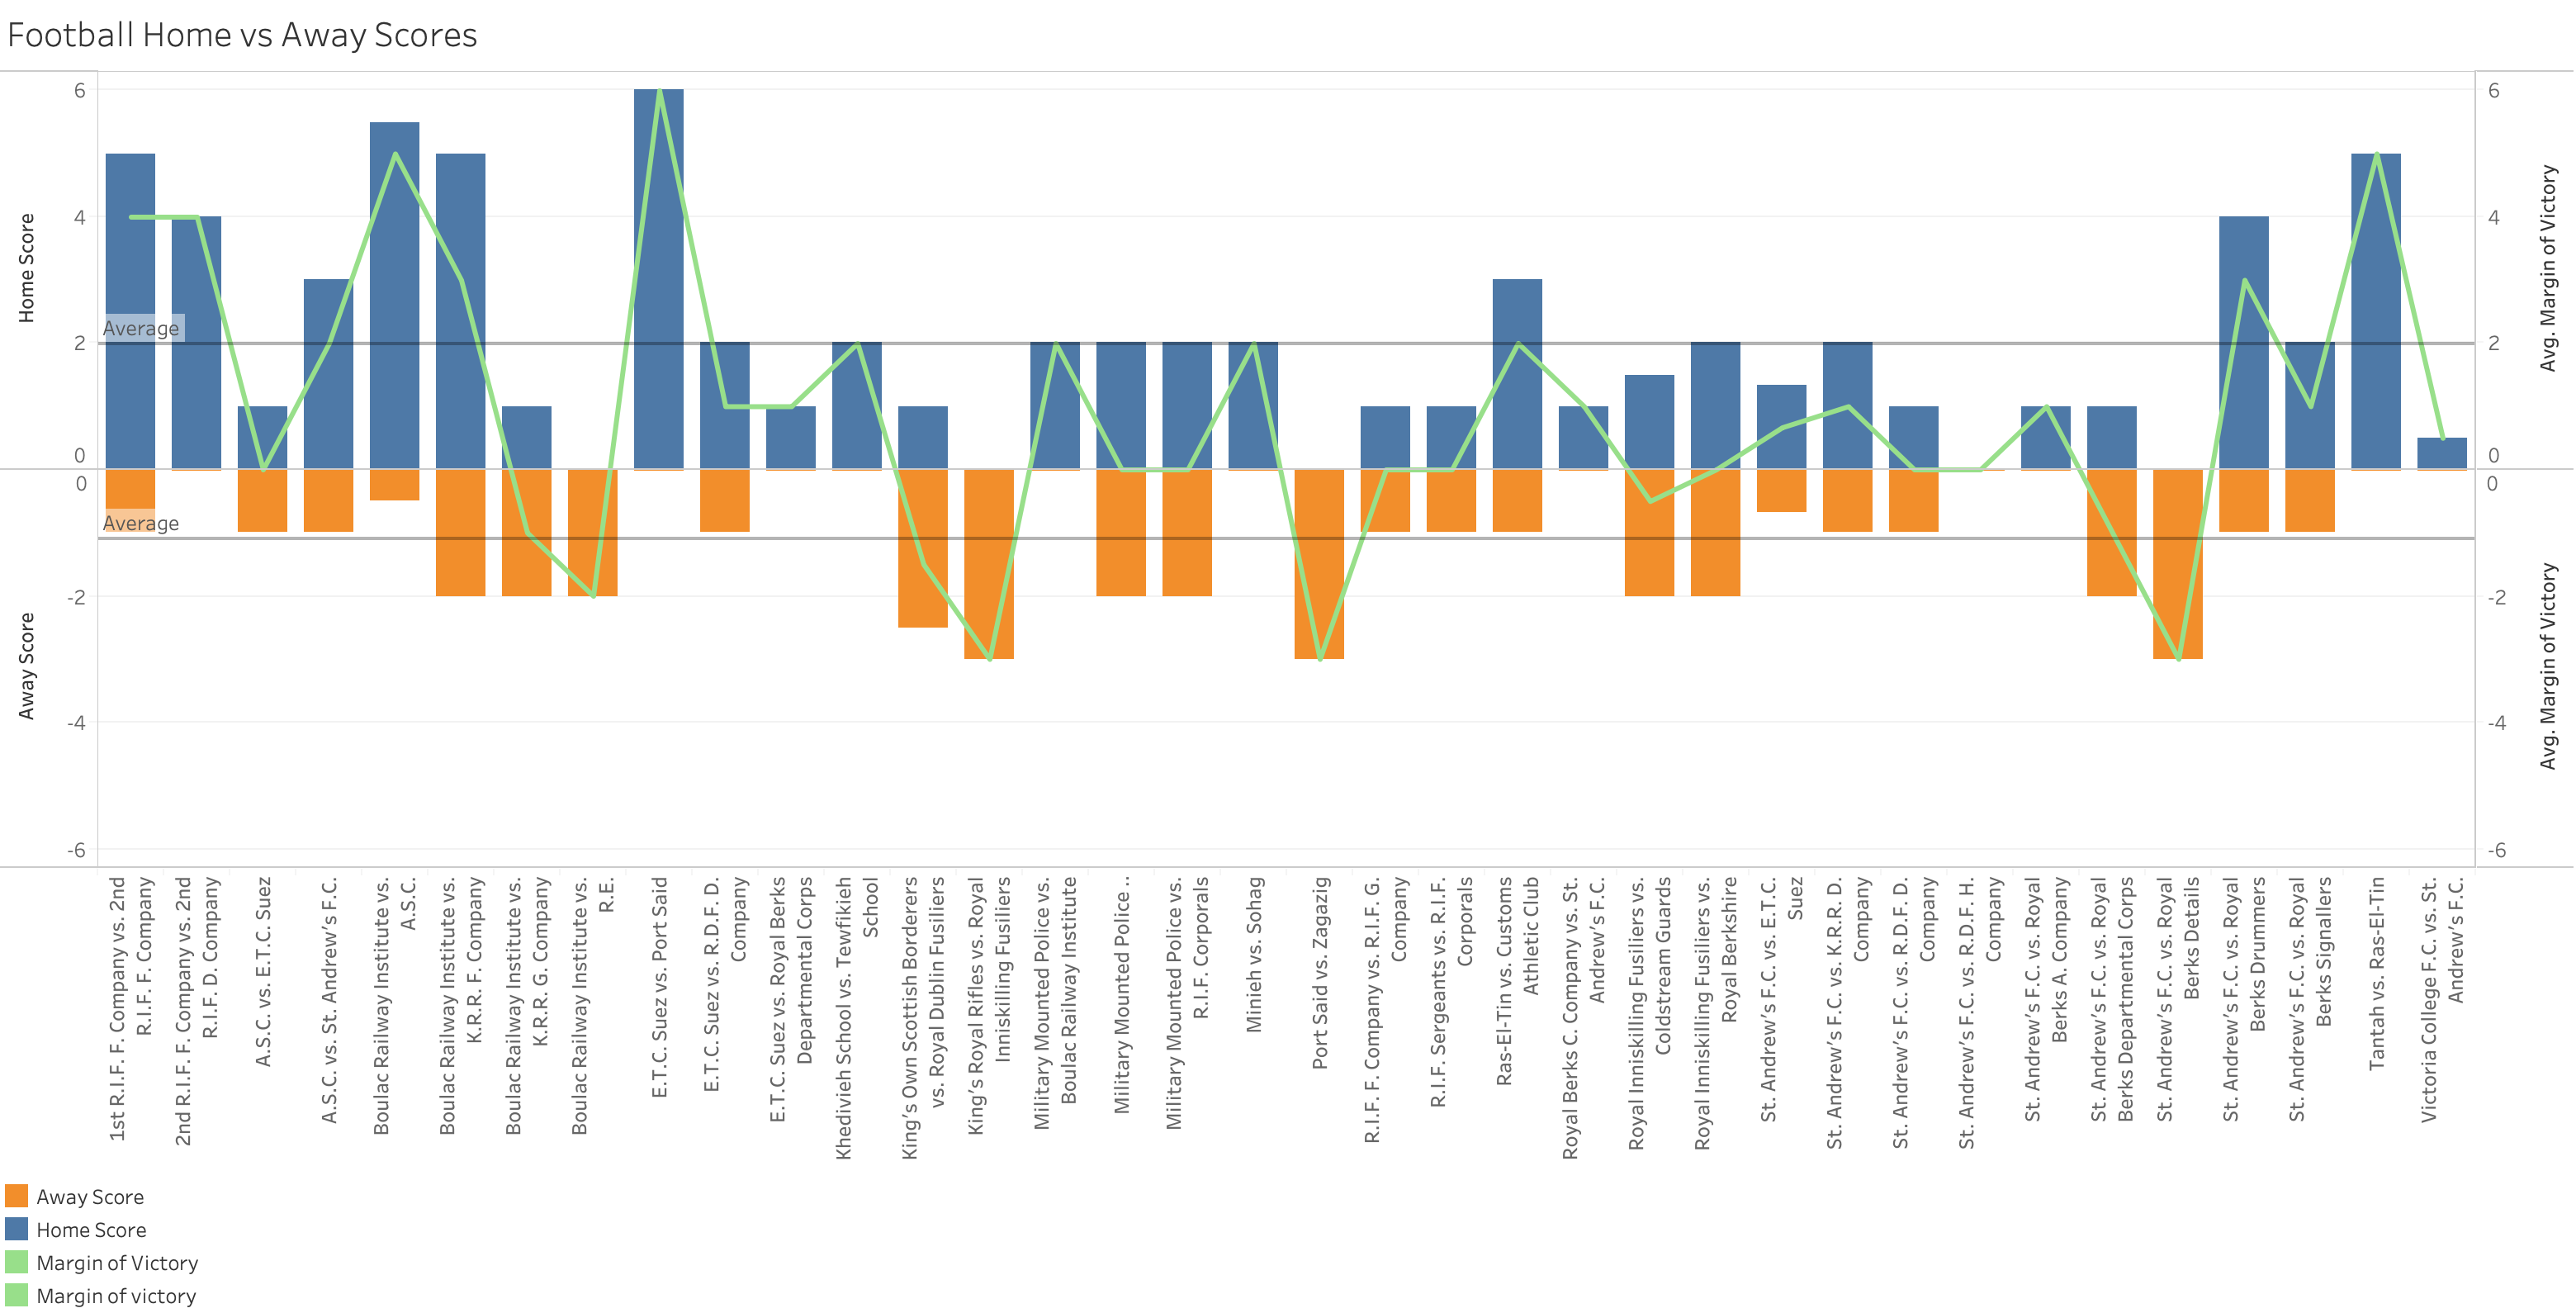 Football Home vs Away Scores
6
4
2
0
Home Score
Average
6
4
2
0
Avg. Margin of Victory
0
-2
-4
-6
Away Score
Average
0
-2
-4
-6
Avg. Margin of Victory
1st R.I.F. F. Company vs. 2nd
R.I.F. F. Company
2nd R.I.F. F. Company vs. 2nd
R.I.F. D. Company
A.S.C. vs. E.T.C. Suez
A.S.C. vs. St. Andrew's F.C.
Boulac Railway Institute vs.
A.S.C.
Boulac Railway Institute vs.
K.R.R. F. Company
Boulac Railway Institute vs.
K.R.R. G. Company
Boulac Railway Institute vs.
R.E.
E.T.C. Suez vs. Port Said
E.T.C. Suez vs. R.D.F. D.
Company
E.T.C. Suez vs. Royal Berks
Departmental Corps
Khedivieh School vs. Tewfikieh
School
King's Own Scottish Borderers
vs. Royal Dublin Fusiliers
King's Royal Rifles vs. Royal
Inniskilling Fusiliers
Military Mounted Police vs.
Boulac Railway Institute
Military Mounted Police ..
Military Mounted Police vs.
R.I.F. Corporals
Minieh vs. Sohag
Port Said vs. Zagazig
R.I.F. F. Company vs. R.I.F. G.
Company
R.I.F. Sergeants vs. R.I.F.
Corporals
Ras-El-Tin vs. Customs
Athletic Club
Royal Berks C. Company vs. St.
Andrew's F.C.
Royal Inniskilling Fusiliers vs.
Coldstream Guards
Royal Inniskilling Fusiliers vs.
Royal Berkshire
St. Andrew's F.C. vs. E.T.C.
Suez
St. Andrew's F.C. vs. K.R.R. D.
Company
St. Andrew's F.C. vs. R.D.F. D.
Company
St. Andrew's F.C. vs. R.D.F. H.
Company
St. Andrew's F.C. vs. Royal
Berks A. Company
St. Andrew's F.C. vs. Royal
Berks Departmental Corps
St. Andrew's F.C. vs. Royal
Berks Details
St. Andrew's F.C. vs. Royal
Berks Drummers
St. Andrew's F.C. vs. Royal
Berks Signallers
Tantah vs. Ras-El-Tin
Victoria College F.C. vs. St.
Andrew's F.C.
Away Score
Home Score
Margin of Victory
Margin of victory